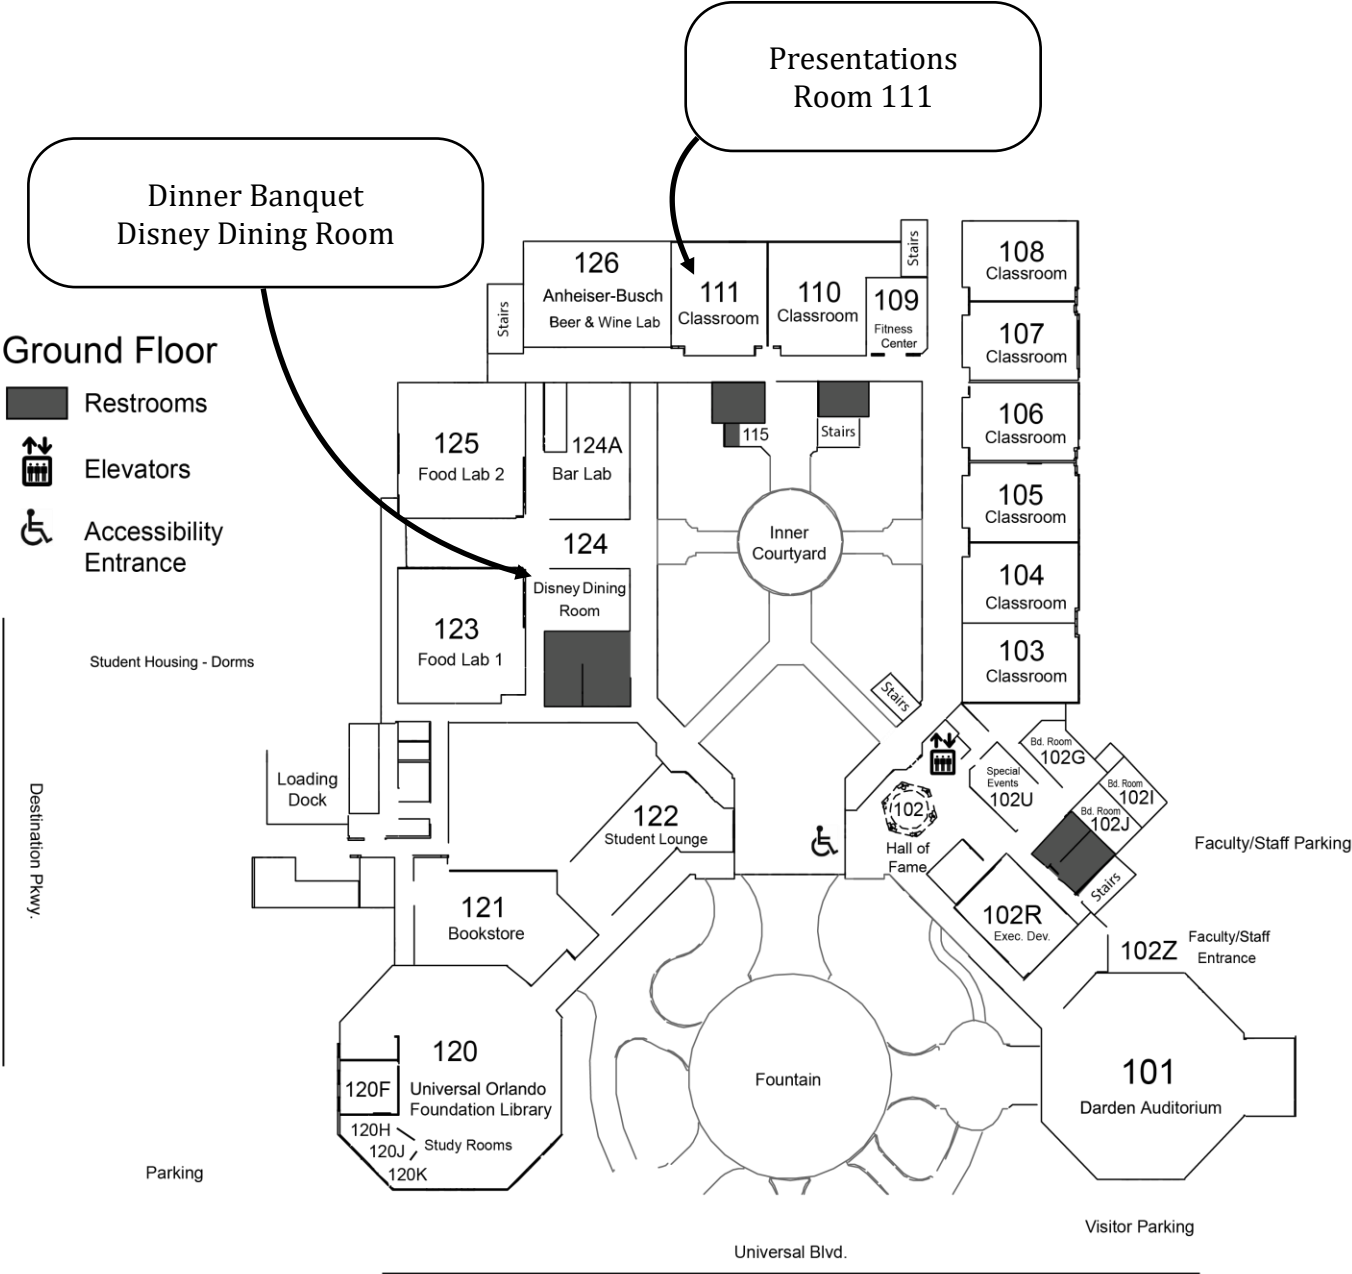 Presentations
Room 111
Dinner Banquet
Disney Dining Room
Ground Floor
Restrooms
Elevators
Accessibility
Entrance
Stairs
126
Anheiser-Busch
Beer & Wine Lab
111
Classroom
110
Classroom
109
Fitness
Center
Stairs
108
Classroom
107
Classroom
106
Classroom
105
Classroom
104
Classroom
103
Classroom
125
Food Lab 2
124A
Bar Lab
115
Stairs
124
Disney Dining
Room
Inner
Courtyard
123
Food Lab 1
Student Housing - Dorms
Stairs
Loading
Dock
Destination Pkwy.
122
Student Lounge
102
Hall of
Fame
Special
Events
102U
Bd. Room
102G
Bd. Room
102I
Bd. Room
102J
Stairs
Faculty/Staff Parking
121
Bookstore
102R
Exec. Dev.
102Z
Faculty/Staff
Entrance
120
Universal Orlando
Foundation Library
120F
120H
120J
120K
Study Rooms
Fountain
101
Darden Auditorium
Parking
Visitor Parking
Universal Blvd.